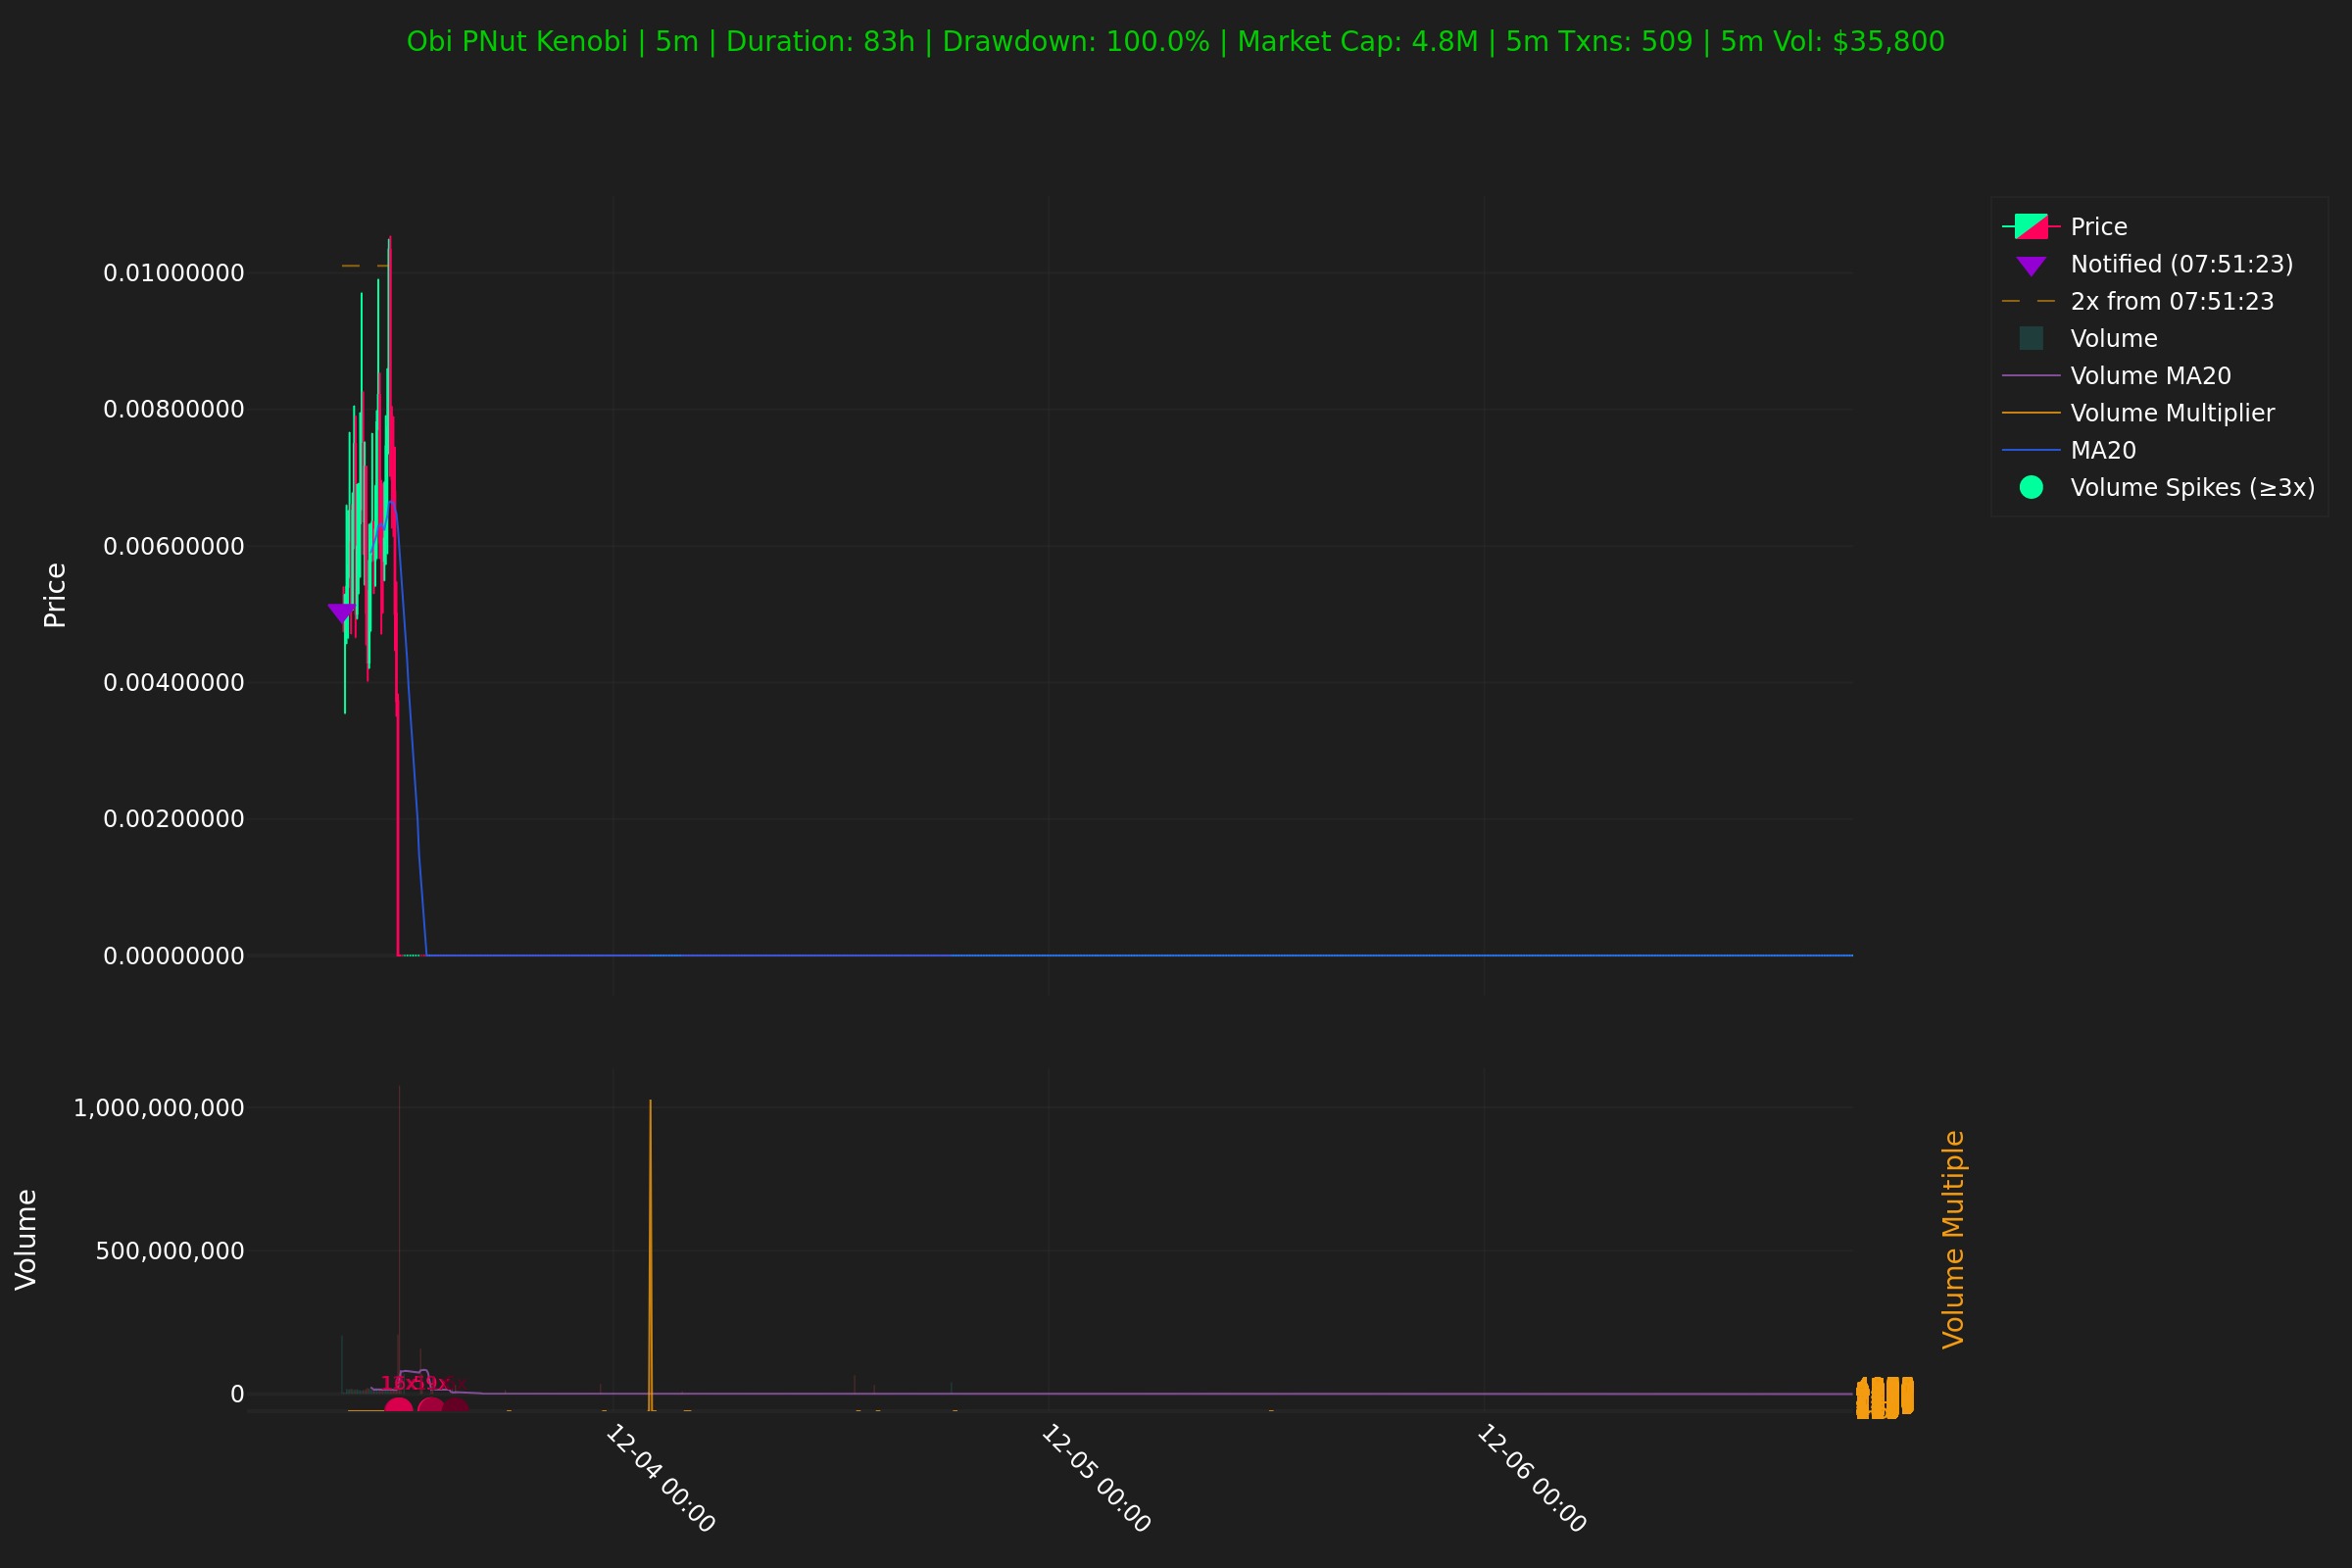 Obi PNut Kenobi | 5m | Duration: 83h | Drawdown: 100.0% | Market Cap: 4.8M | 5m Txns: 509 | 5m Vol: $35,800
Price
0.01000000
0.00800000
0.00600000
0.00400000
0.00200000
0.00000000
Price
Notified (07:51:23)
2x from 07:51:23
Volume
Volume MA20
Volume Multiplier
MA20
Volume Spikes (≥3x)
Volume
1,000,000,000
500,000,000
0
Volume Multiple
12-04 00:00
12-05 00:00
12-06 00:00